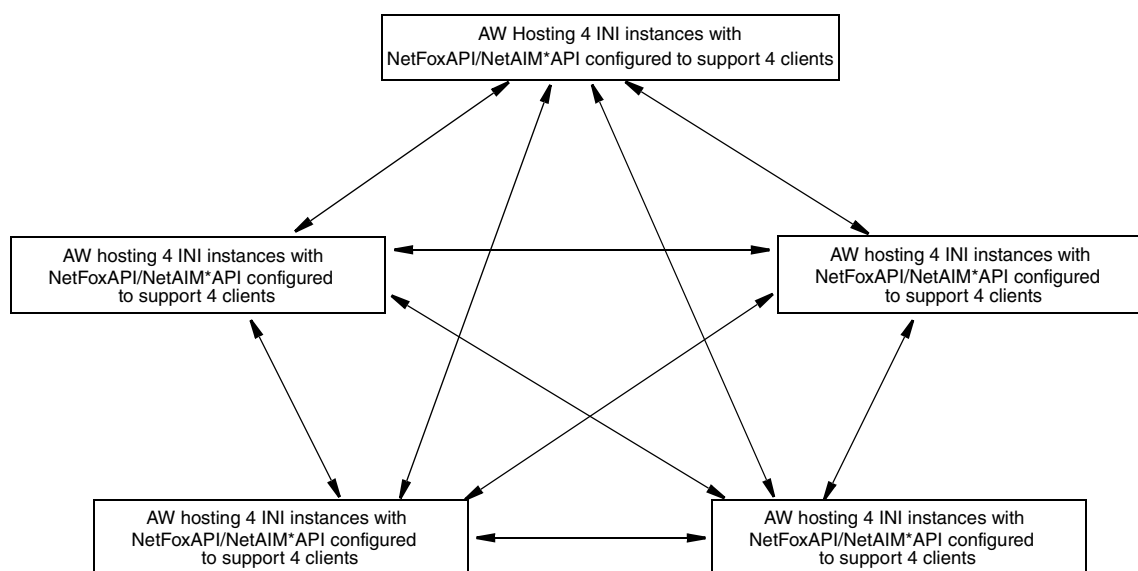 AW Hosting 4 INI instances with
NetFoxAPI/NetAIM*API configured to support 4 clients
AW hosting 4 INI instances with
NetFoxAPI/NetAIM*API configured
to support 4 clients
AW hosting 4 INI instances with
NetFoxAPI/NetAIM*API configured
to support 4 clients
AW hosting 4 INI instances with
NetFoxAPI/NetAIM*API configured
to support 4 clients
AW hosting 4 INI instances with
NetFoxAPI/NetAIM*API configured
to support 4 clients